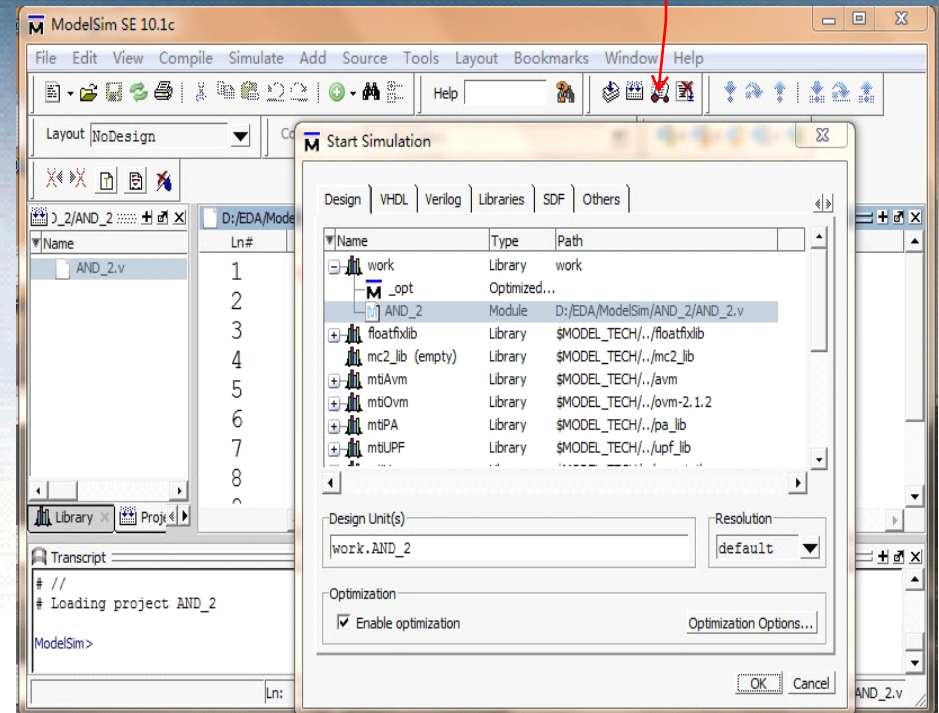 ModelSim SE 10.1c
File Edit View Compile Simulate Add Source Tools Layout Bookmarks Window Help
Help
Layout NoDesign
Start Simulation
Design VHDL Verilog Libraries SDF Others
Name Type Path
work Library work
_opt Optimized...
AND_2 Module D:/EDA/ModelSim/AND_2/AND_2.v
floatfixlib Library $MODEL_TECH/../floatfixlib
mc2_lib (empty) Library $MODEL_TECH/../mc2_lib
mtiAvm Library $MODEL_TECH/../avm
mtiOvm Library $MODEL_TECH/../ovm-2.1.2
mtiPA Library $MODEL_TECH/../pa_lib
mtiUPF Library $MODEL_TECH/../upf_lib
Design Unit(s)
work.AND_2
Resolution
default
Optimization
Enable optimization
Optimization Options...
OK Cancel
_2/AND_2
Name
AND_2.v
D:/EDA/Mode
Ln#
1
2
3
4
5
6
7
8
Library Proje
Transcript
# //
# Loading project AND_2
ModelSim>
Ln:
AND_2.v